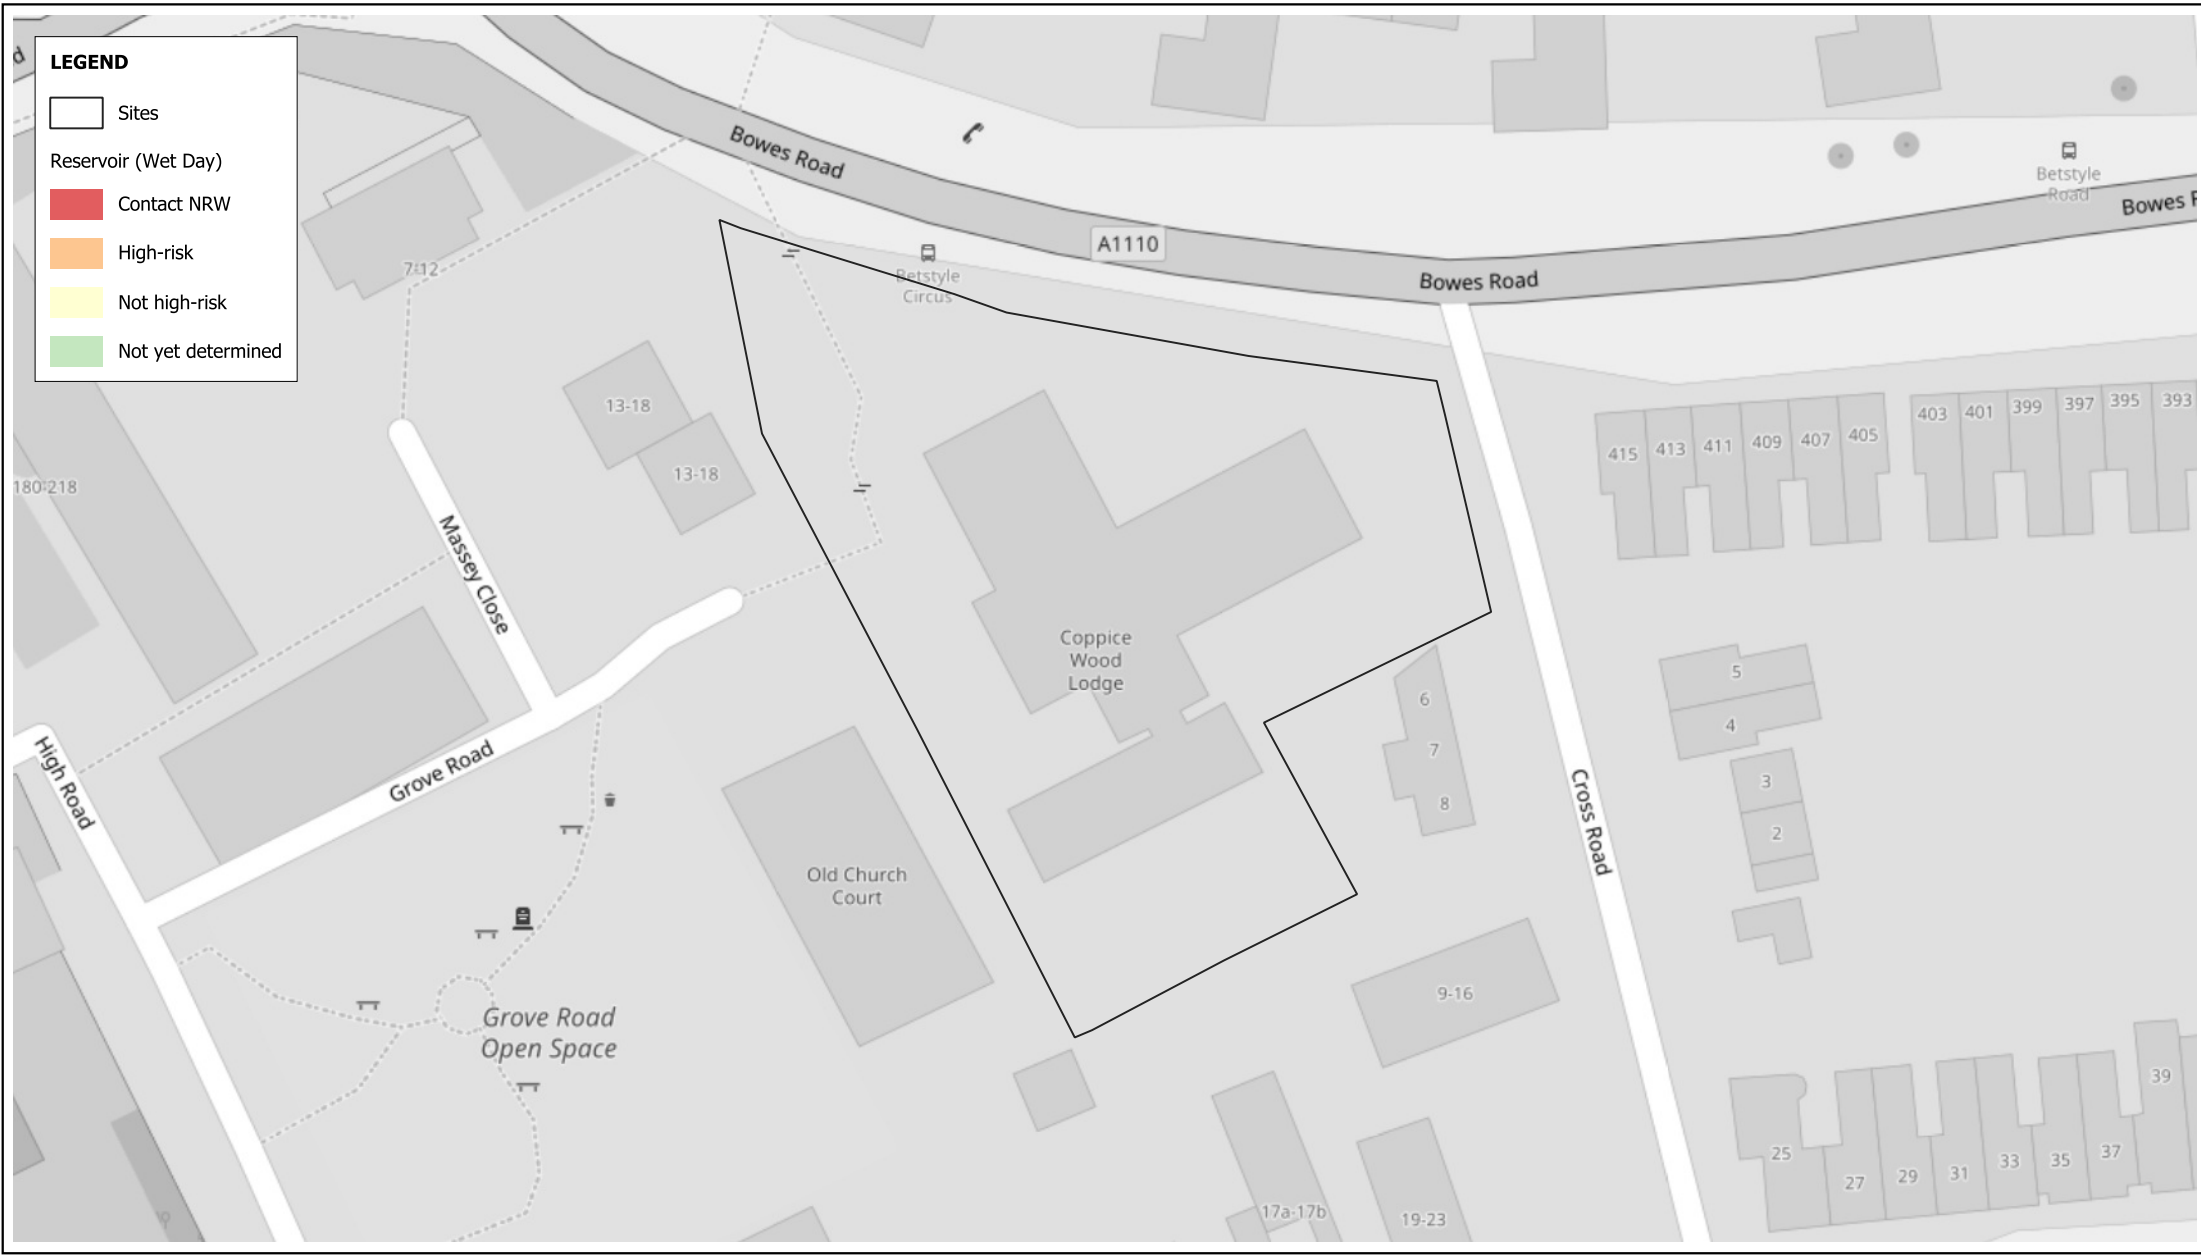 LEGEND
Sites
Reservoir (Wet Day)
Contact NRW
High-risk
Not high-risk
Not yet determined
d
Bowes Road
A1110
Bowes Road
Betstyle
Road
Bowes R
Betstyle
Circus
7-12
13-18
13-18
180-218
Massey Close
Grove Road
High Road
Coppice
Wood
Lodge
Old Church
Court
Grove Road
Open Space
Cross Road
415
413
411
409
407
405
403
401
399
397
395
393
5
4
3
2
6
7
8
9-16
17a-17b
19-23
25
27
29
31
33
35
37
39